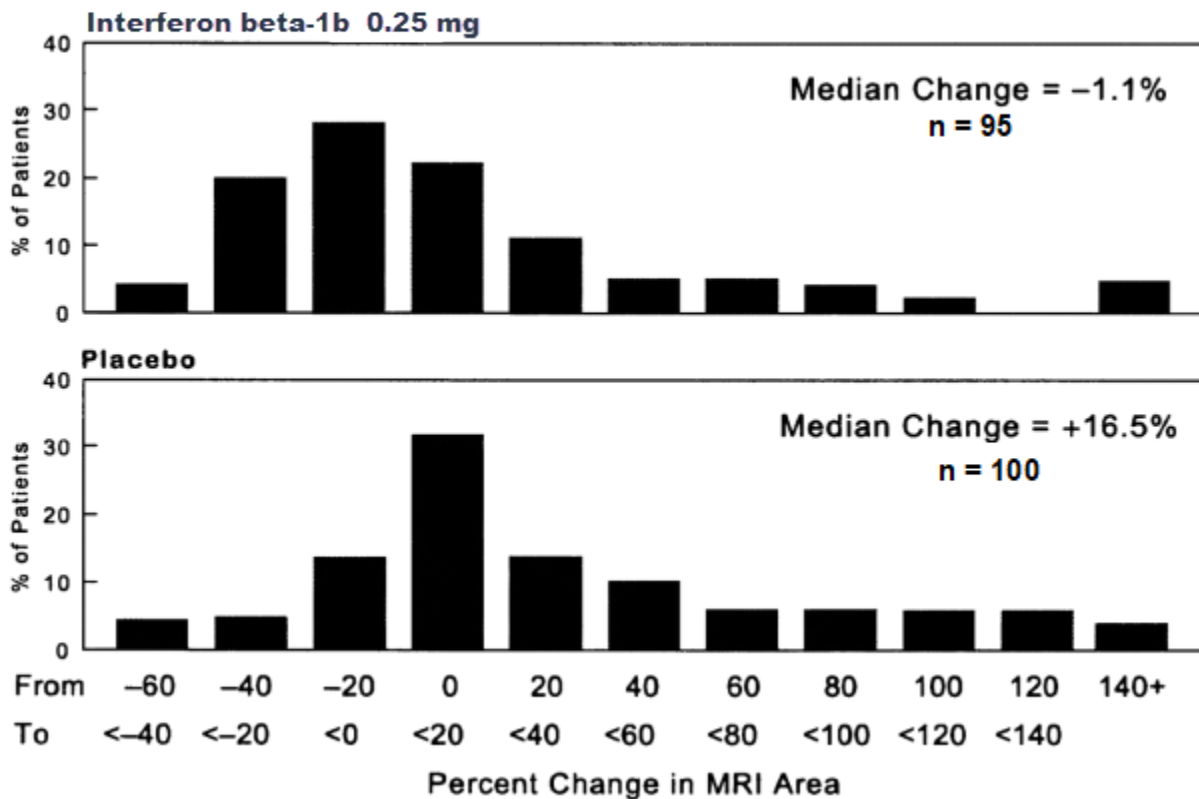 Interferon beta-1b 0.25 mg
40
30
20
10
0
% of Patients
Median Change = –1.1%
n = 95
Placebo
40
30
20
10
0
% of Patients
Median Change = +16.5%
n = 100
From –60 –40 –20 0 20 40 60 80 100 120 140+
To <–40 <–20 <0 <20 <40 <60 <80 <100 <120 <140
Percent Change in MRI Area